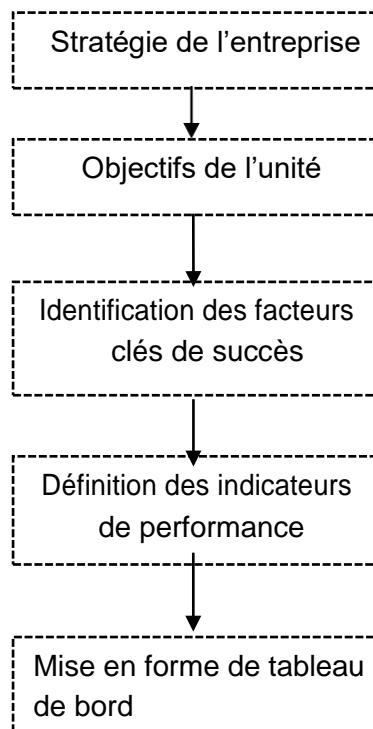 Stratégie de l’entreprise
Objectifs de l’unité
Identification des facteurs
clés de succès
Définition des indicateurs
de performance
Mise en forme de tableau
de bord